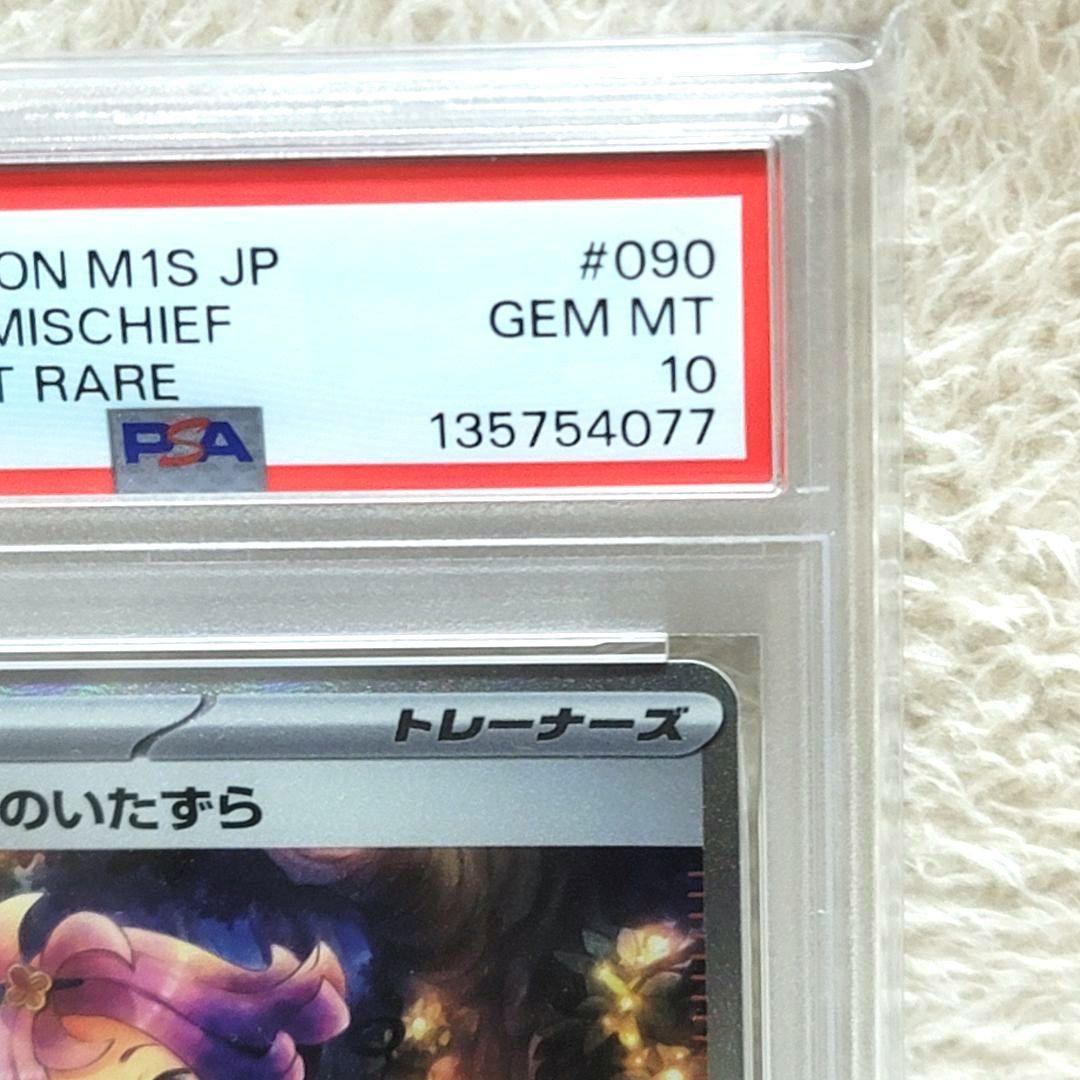 ON M1S JP #090
MISCHIEF GEM MT
T RARE 10
PSA 135754077
トレーナーズ
のいたずら